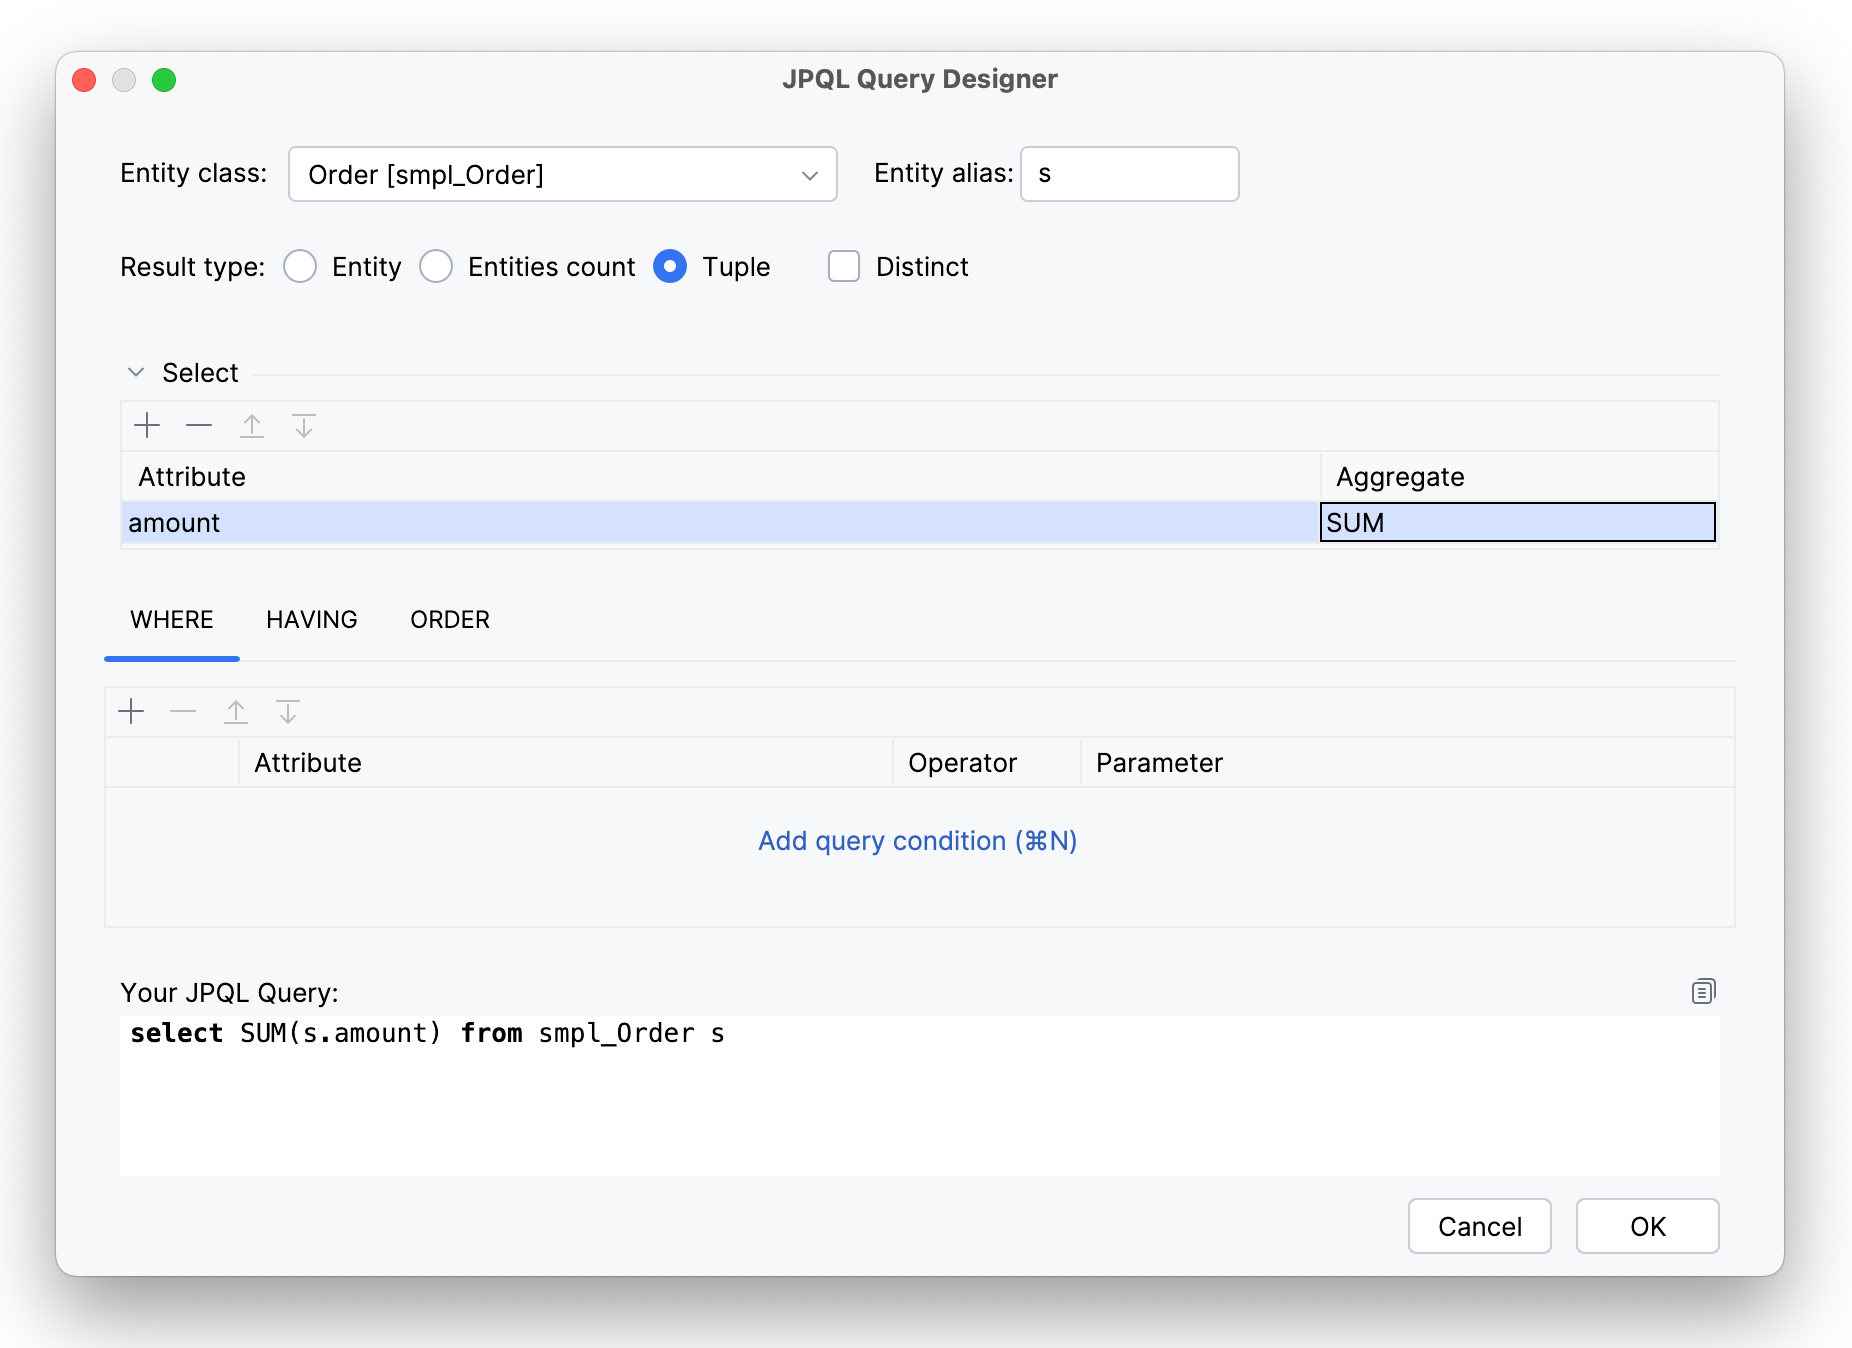 JPQL Query Designer
Entity class: Order [smpl_Order] Entity alias: s
Result type: Entity Entities count Tuple Distinct
Select
Attribute Aggregate
amount SUM
WHERE HAVING ORDER
Attribute Operator Parameter
Add query condition (⌘N)
Your JPQL Query:
select SUM(s.amount) from smpl_Order s
Cancel OK